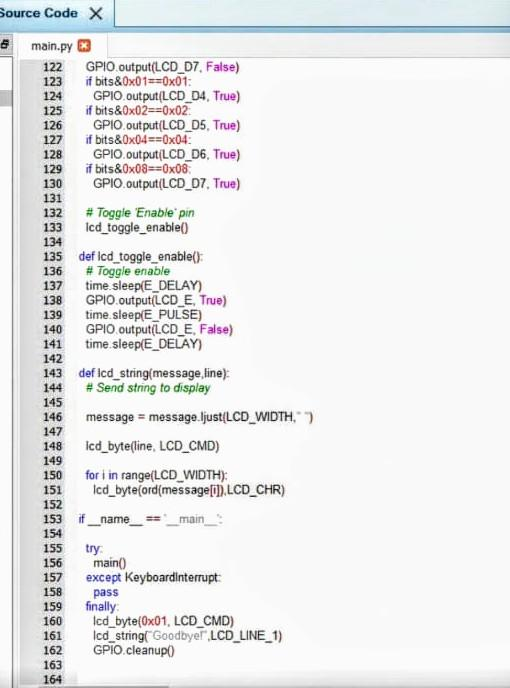 Source Code X
main.py
122 GPIO.output(LCD_D7, False)
123 if bits&0x01==0x01:
124 GPIO.output(LCD_D4, True)
125 if bits&0x02==0x02:
126 GPIO.output(LCD_D5, True)
127 if bits&0x04==0x04:
128 GPIO.output(LCD_D6, True)
129 if bits&0x08==0x08:
130 GPIO.output(LCD_D7, True)
131
132 # Toggle 'Enable' pin
133 lcd_toggle_enable()
134
135 def lcd_toggle_enable():
136 # Toggle enable
137 time.sleep(E_DELAY)
138 GPIO.output(LCD_E, True)
139 time.sleep(E_PULSE)
140 GPIO.output(LCD_E, False)
141 time.sleep(E_DELAY)
142
143 def lcd_string(message,line):
144 # Send string to display
145
146 message = message.ljust(LCD_WIDTH," ")
147
148 lcd_byte(line, LCD_CMD)
149
150 for i in range(LCD_WIDTH):
151 lcd_byte(ord(message[i]),LCD_CHR)
152
153 if __name__ == '__main__':
154
155 try:
156 main()
157 except KeyboardInterrupt:
158 pass
159 finally:
160 lcd_byte(0x01, LCD_CMD)
161 lcd_string("Goodbye!",LCD_LINE_1)
162 GPIO.cleanup()
163
164